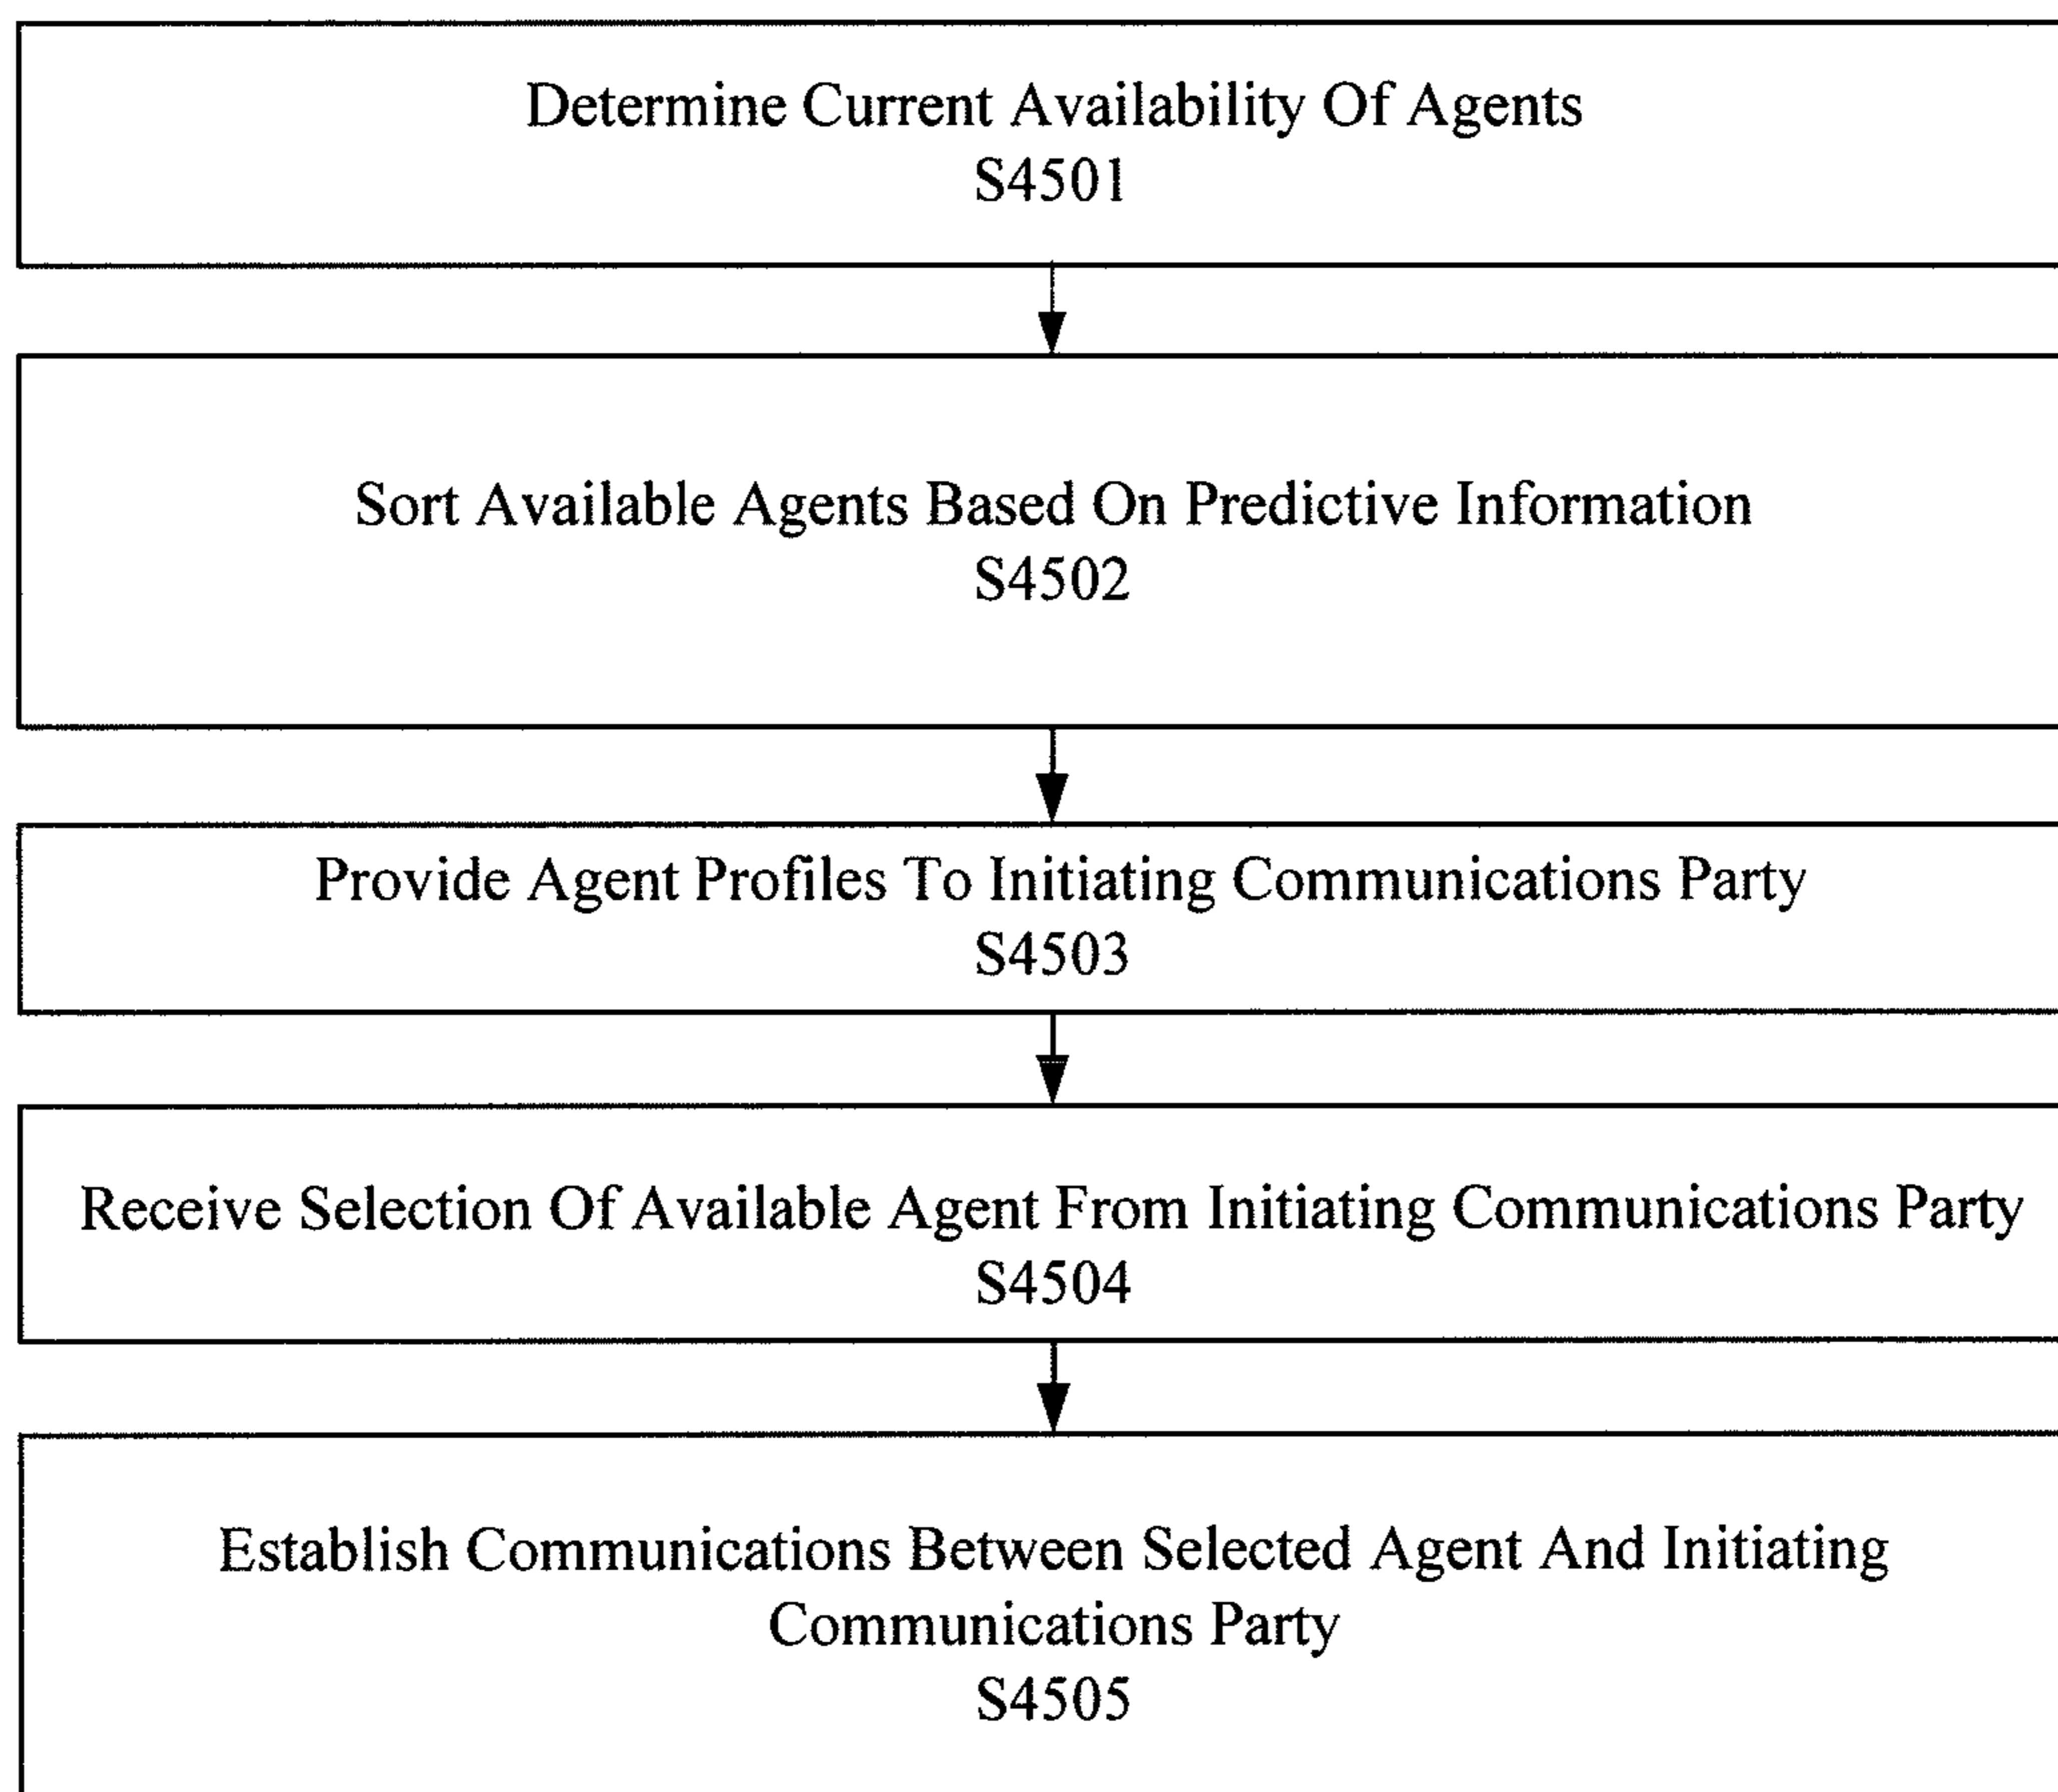 Determine Current Availability Of Agents
S4501
Sort Available Agents Based On Predictive Information
S4502
Provide Agent Profiles To Initiating Communications Party
S4503
Receive Selection Of Available Agent From Initiating Communications Party
S4504
Establish Communications Between Selected Agent And Initiating
Communications Party
S4505